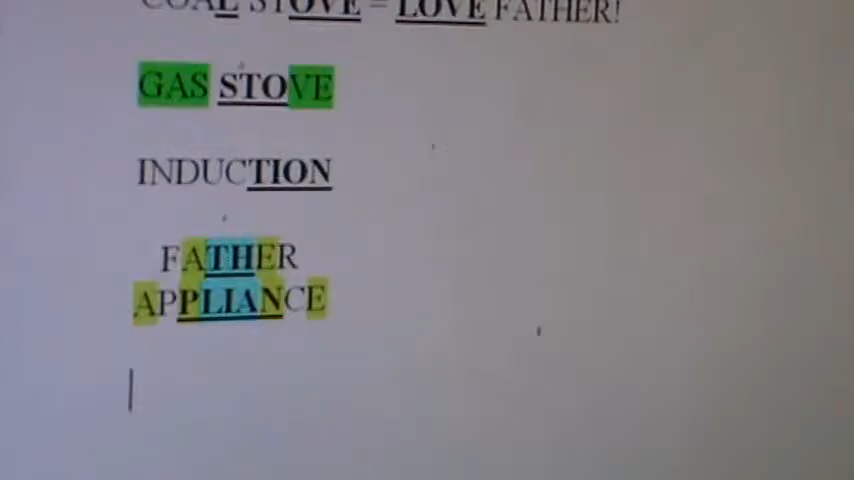 COAL STOVE = LOVE FATHER!
GAS STOVE
INDUCTION
FATHER
APPLIANCE